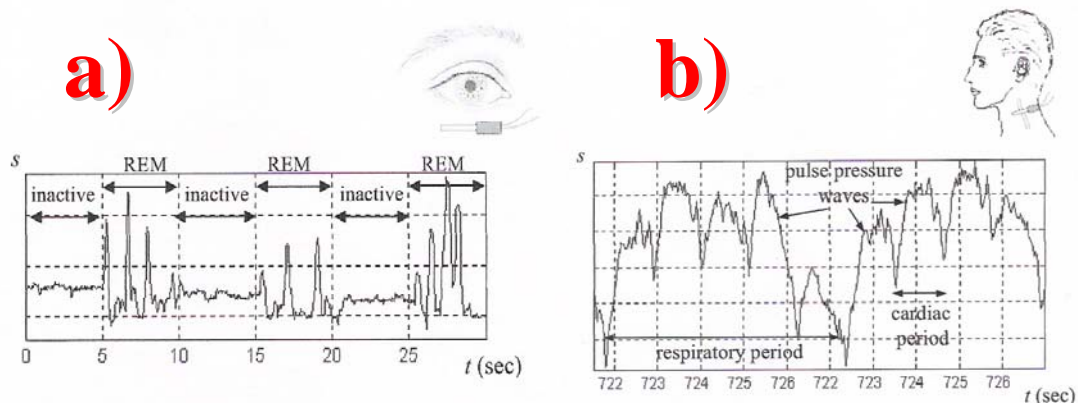 a)
s
REM REM REM
inactive inactive inactive
0 5 10 15 20 25
t (sec)
b)
s
pulse pressure
waves
cardiac
period
respiratory period
722 723 724 725 726 722 723 724 725 726
t (sec)